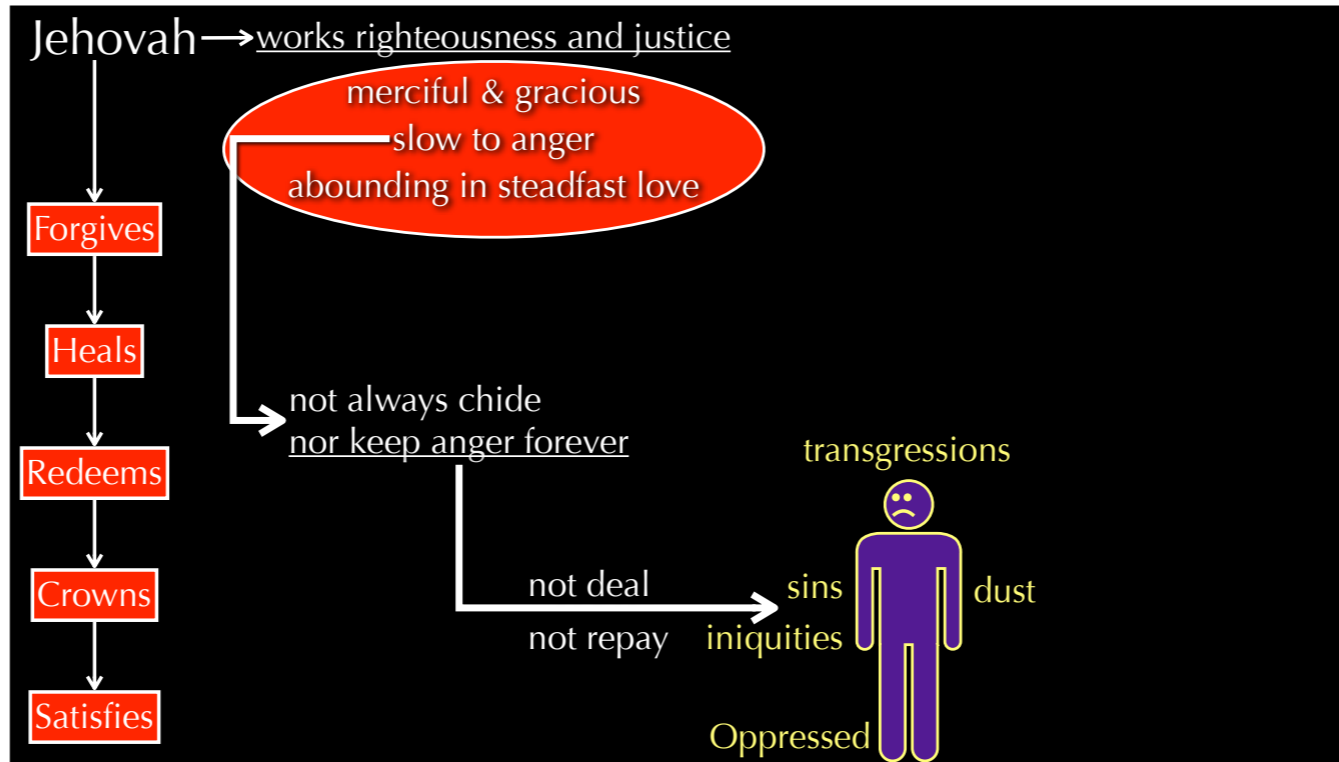 Jehovah works righteousness and justice
merciful & gracious
slow to anger
abounding in steadfast love
Forgives
Heals
Redeems
Crowns
Satisfies
not always chide
nor keep anger forever
not deal
not repay
transgressions
sins
iniquities
dust
Oppressed